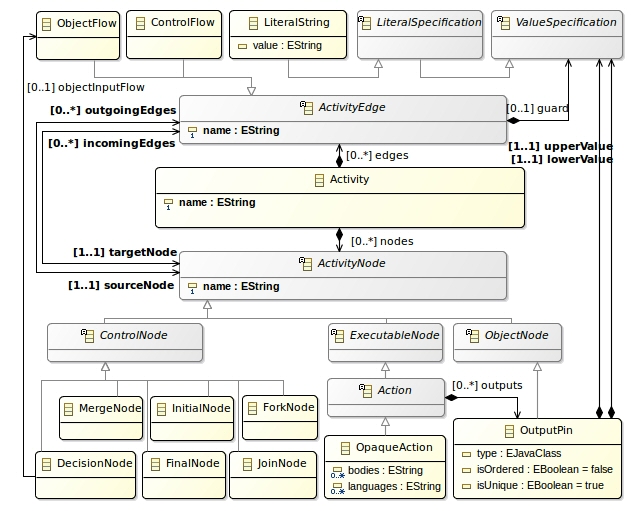 ObjectFlow
ControlFlow
LiteralString
value : EString
LiteralSpecification
ValueSpecification
[0..1] objectInputFlow
[0..*] outgoingEdges
[0..*] incomingEdges
ActivityEdge
name : EString
[0..1] guard
[0..*] edges
[1..1] upperValue
[1..1] lowerValue
Activity
name : EString
[0..*] nodes
[1..1] targetNode
[1..1] sourceNode
ActivityNode
name : EString
ControlNode
ExecutableNode
ObjectNode
Action
[0..*] outputs
MergeNode
InitialNode
ForkNode
DecisionNode
FinalNode
JoinNode
OpaqueAction
0..* bodies : EString
0..* languages : EString
OutputPin
type : EJavaClass
isOrdered : EBoolean = false
isUnique : EBoolean = true